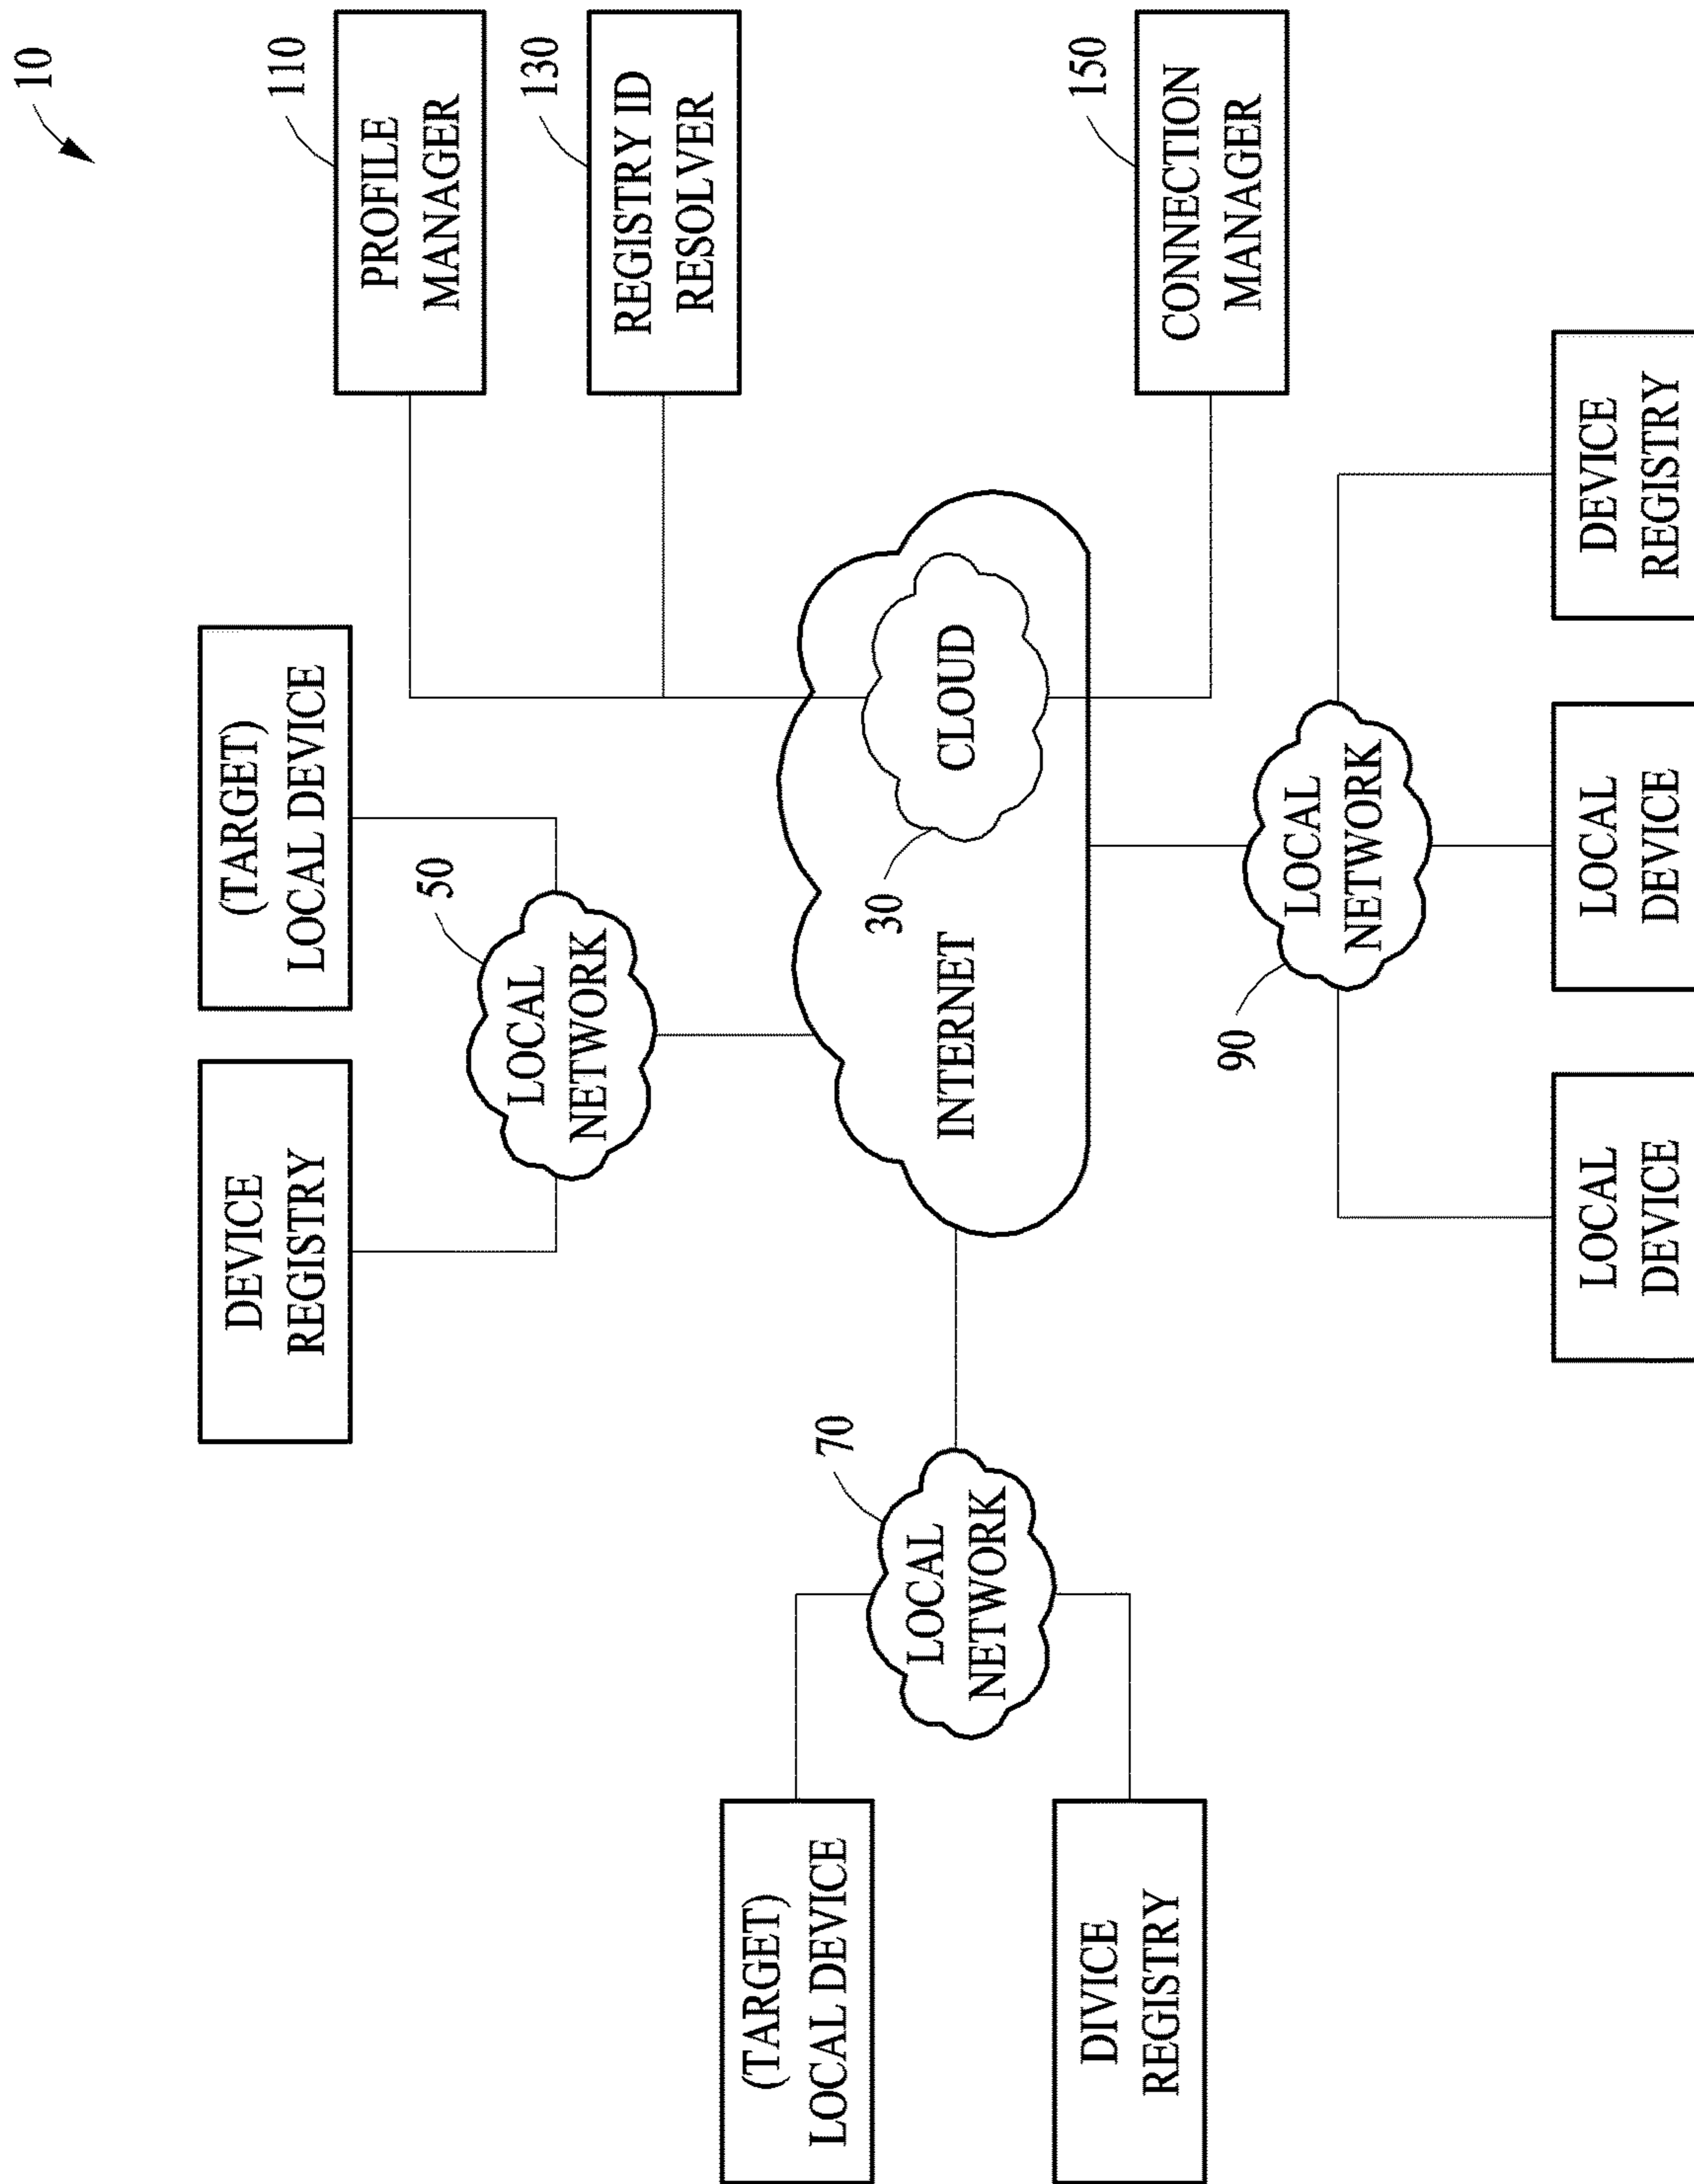 10
DEVICE
REGISTRY
(TARGET)
LOCAL DEVICE
110
PROFILE
MANAGER
50
LOCAL
NETWORK
130
REGISTRY ID
RESOLVER
(TARGET)
LOCAL DEVICE
70
LOCAL
NETWORK
INTERNET
30
CLOUD
DIVICE
REGISTRY
150
CONNECTION
MANAGER
90
LOCAL
NETWORK
LOCAL
DEVICE
LOCAL
DEVICE
DEVICE
REGISTRY